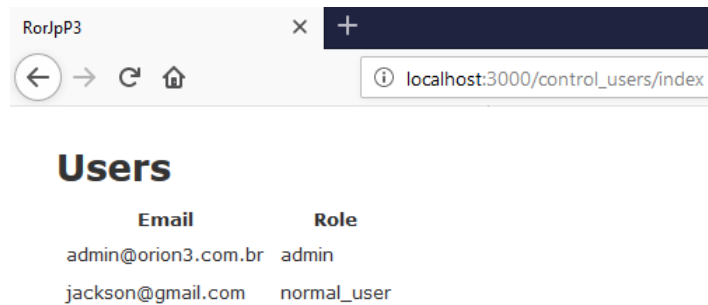 RorJpP3
localhost:3000/control_users/index
Users
Email Role
admin@orion3.com.br admin
jackson@gmail.com normal_user